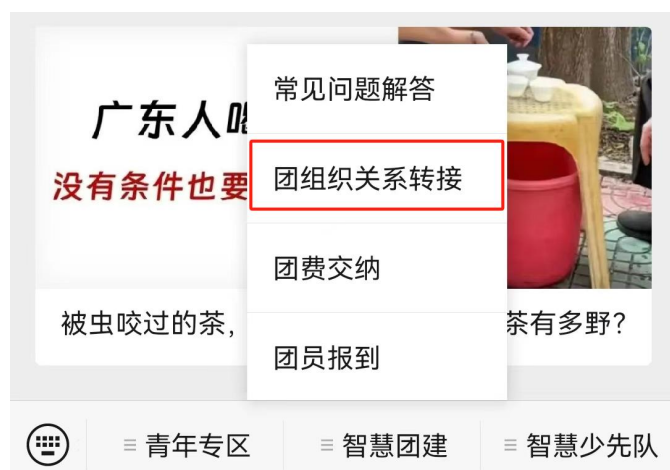 广东人喝
没有条件也要
常见问题解答
团组织关系转接
团费交纳
团员报到
被虫咬过的茶，
茶有多野？
青年专区
智慧团建
智慧少先队